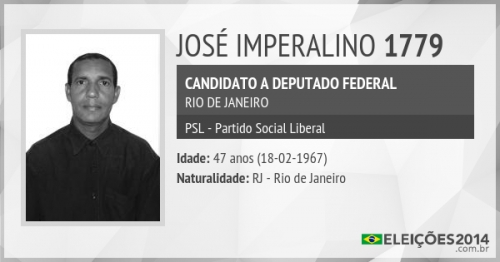 JOSÉ IMPERALINO 1779
CANDIDATO A DEPUTADO FEDERAL
RIO DE JANEIRO
PSL - Partido Social Liberal
Idade: 47 anos (18-02-1967)
Naturalidade: RJ - Rio de Janeiro
ELEIÇÕES2014
.com.br